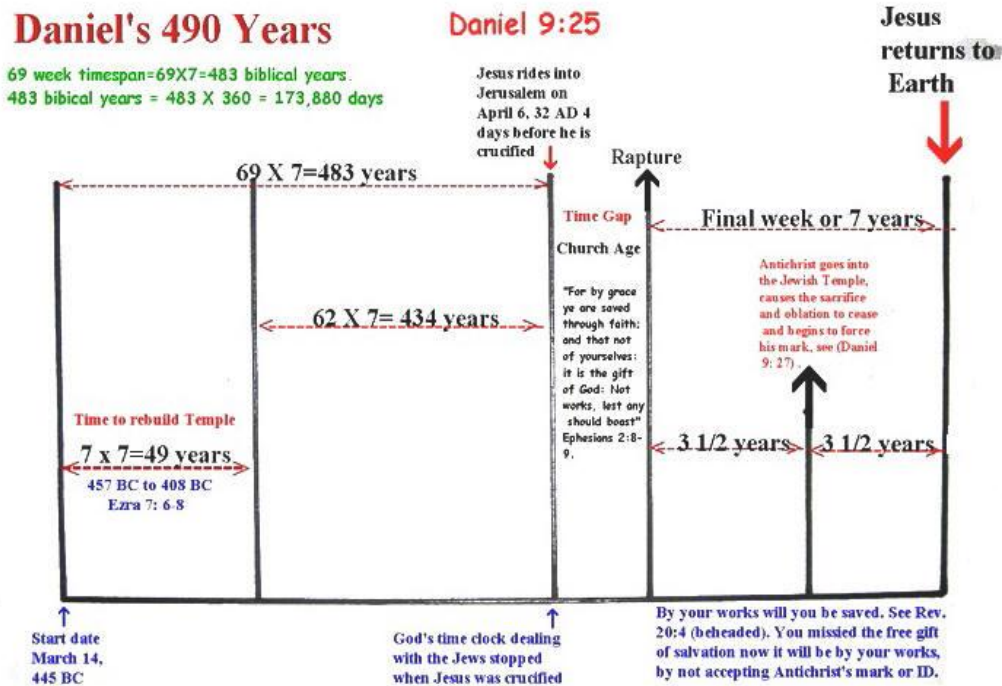 Daniel's 490 Years
Daniel 9:25
Jesus
returns to
Earth
69 week timespan=69X7=483 biblical years.
483 bibical years = 483 X 360 = 173,880 days
Jesus rides into
Jerusalem on
April 6, 32 AD 4
days before he is
crucified
Rapture
69 X 7=483 years
Time Gap
Church Age
"For by grace
ye are saved
through faith;
and that not
of yourselves:
it is the gift
of God: Not
works, lest any
should boast"
Ephesians 2:8-
9.
Final week or 7 years
Antichrist goes into
the Jewish Temple,
causes the sacrifice
and oblation to cease
and begins to force
his mark, see (Daniel
9: 27) .
62 X 7= 434 years
Time to rebuild Temple
7 x 7=49 years
457 BC to 408 BC
Ezra 7: 6-8
3 1/2 years
3 1/2 years
Start date
March 14,
445 BC
God's time clock dealing
with the Jews stopped
when Jesus was crucified
By your works will you be saved. See Rev.
20:4 (beheaded). You missied the free gift
of salvation now it will be by your works,
by not accepting Antichrist's mark or ID.